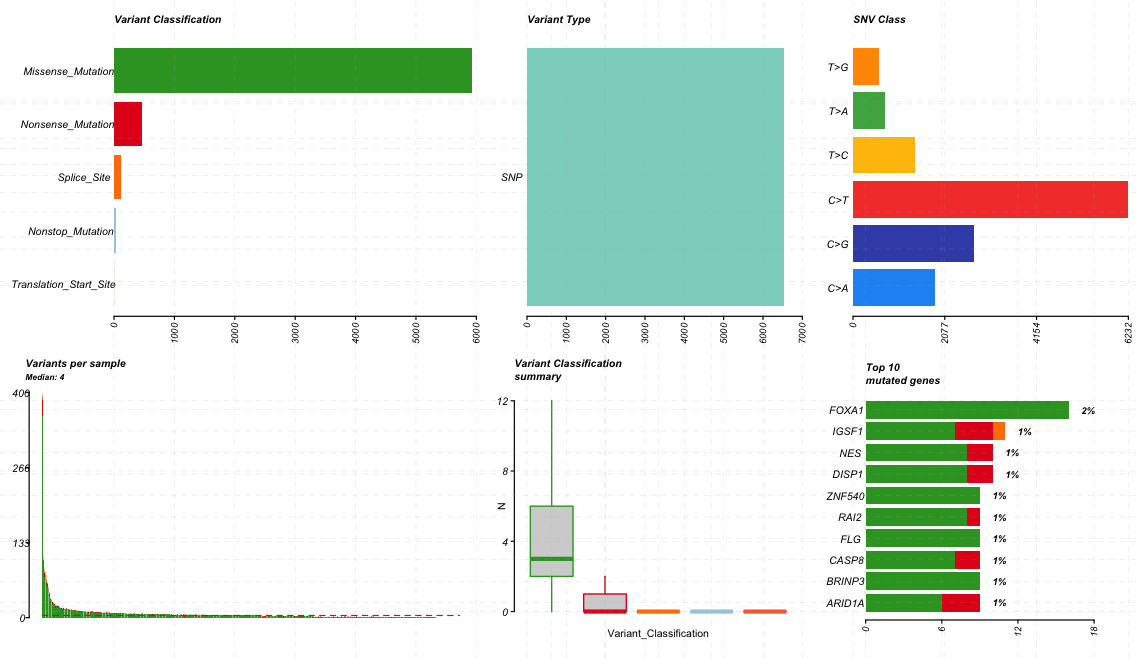 Variant Classification
Missense_Mutation
Nonsense_Mutation
Splice_Site
Nonstop_Mutation
Translation_Start_Site
0
1000
2000
3000
4000
5000
6000
Variant Type
SNP
0
1000
2000
3000
4000
5000
6000
7000
SNV Class
T>G
T>A
T>C
C>T
C>G
C>A
0
2077
4154
6232
Variants per sample
Median: 4
400
266
133
0
Variant Classification
summary
12
8
4
0
N
Variant_Classification
Top 10
mutated genes
FOXA1 2%
IGSF1 1%
NES 1%
DISP1 1%
ZNF540 1%
RAI2 1%
FLG 1%
CASP8 1%
BRINP3 1%
ARID1A 1%
0
6
12
18